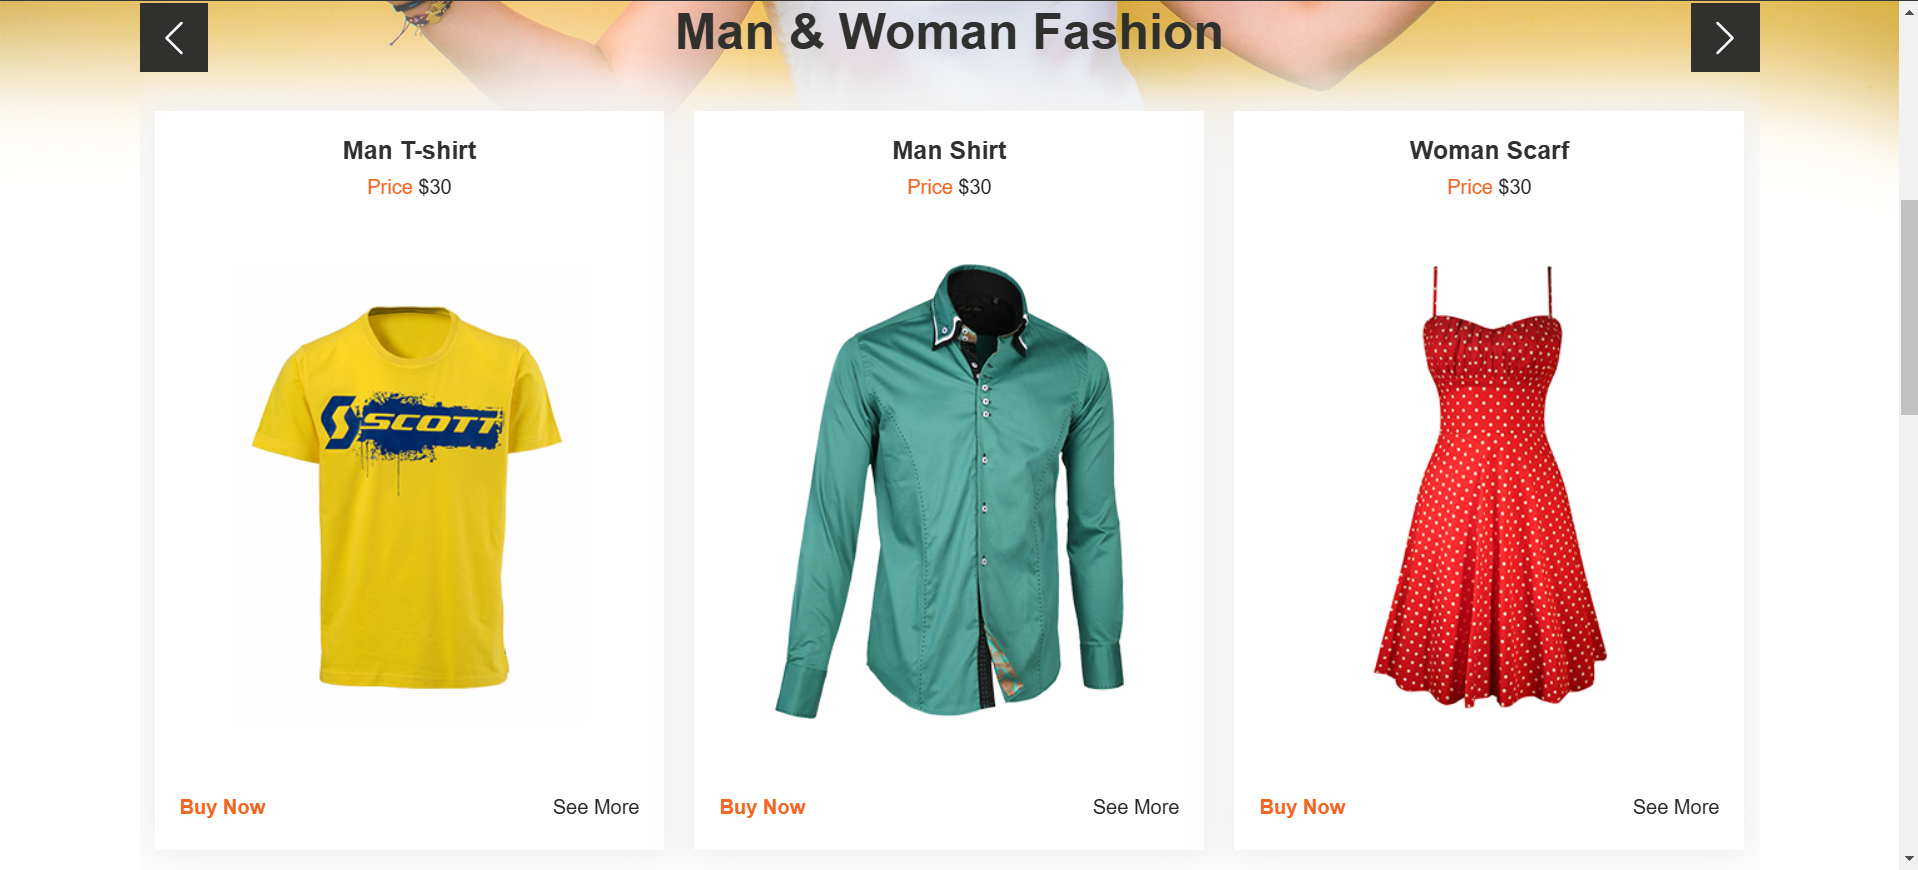 Man & Woman Fashion
Man T-shirt
Price $30
SCOTT
Buy Now
See More
Man Shirt
Price $30
Buy Now
See More
Woman Scarf
Price $30
Buy Now
See More